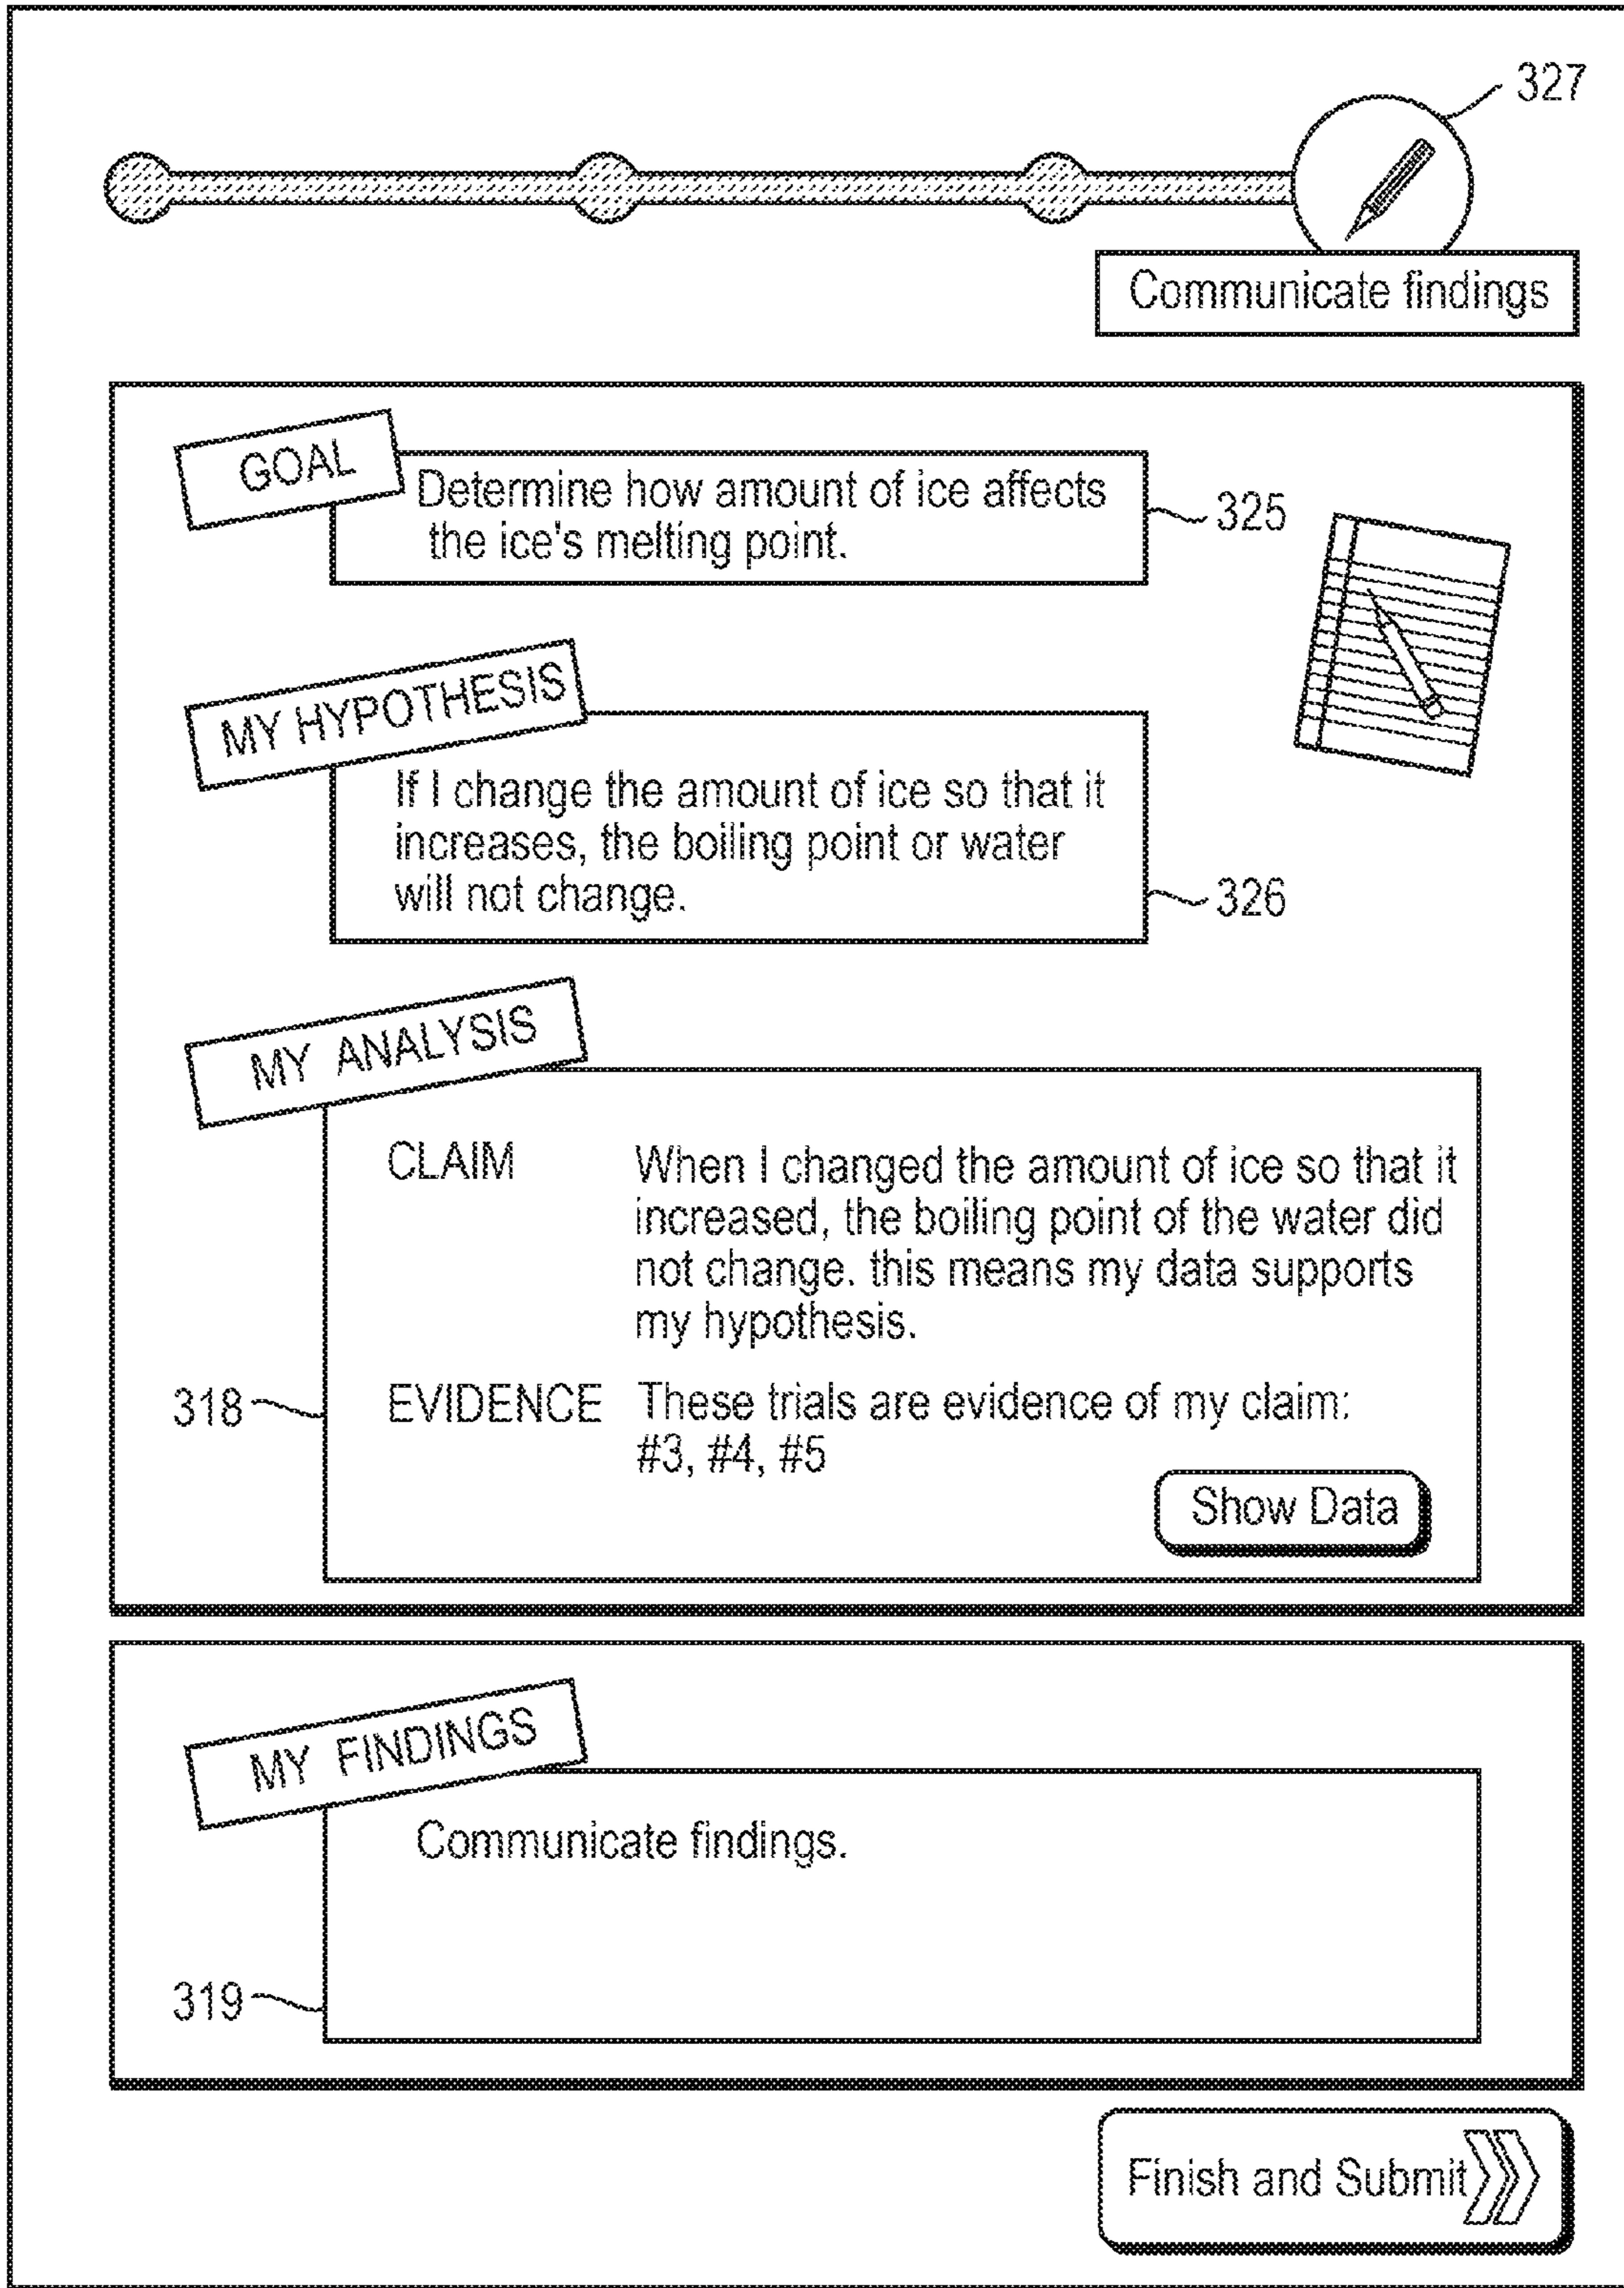 327
Communicate findings
GOAL
Determine how amount of ice affects
the ice's melting point.
325
MY HYPOTHESIS
If I change the amount of ice so that it
increases, the boiling point or water
will not change.
326
MY ANALYSIS
CLAIM When I changed the amount of ice so that it
increased, the boiling point of the water did
not change. this means my data supports
my hypothesis.
318 EVIDENCE These trials are evidence of my claim:
#3, #4, #5
Show Data
MY FINDINGS
Communicate findings.
319
Finish and Submit